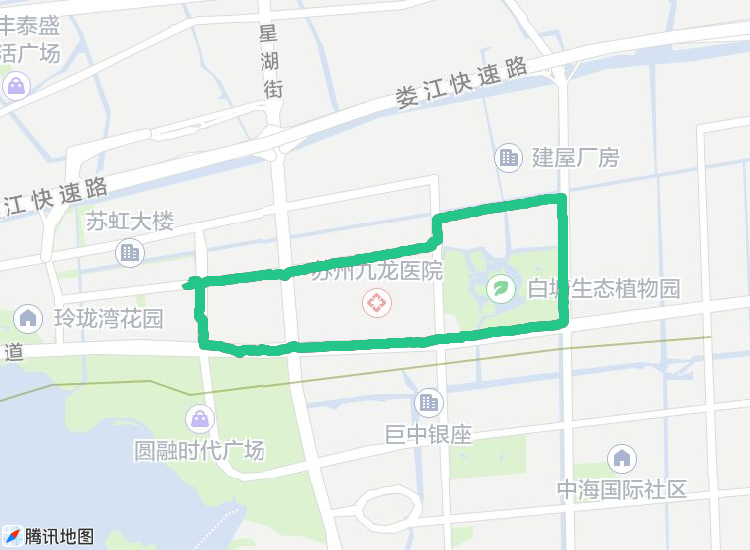 丰泰盛
活广场
星湖街
娄江快速路
建屋厂房
江快速路
苏虹大楼
苏州九龙医院
白塘生态植物园
玲珑湾花园
道
巨中银座
圆融时代广场
中海国际社区
腾讯地图